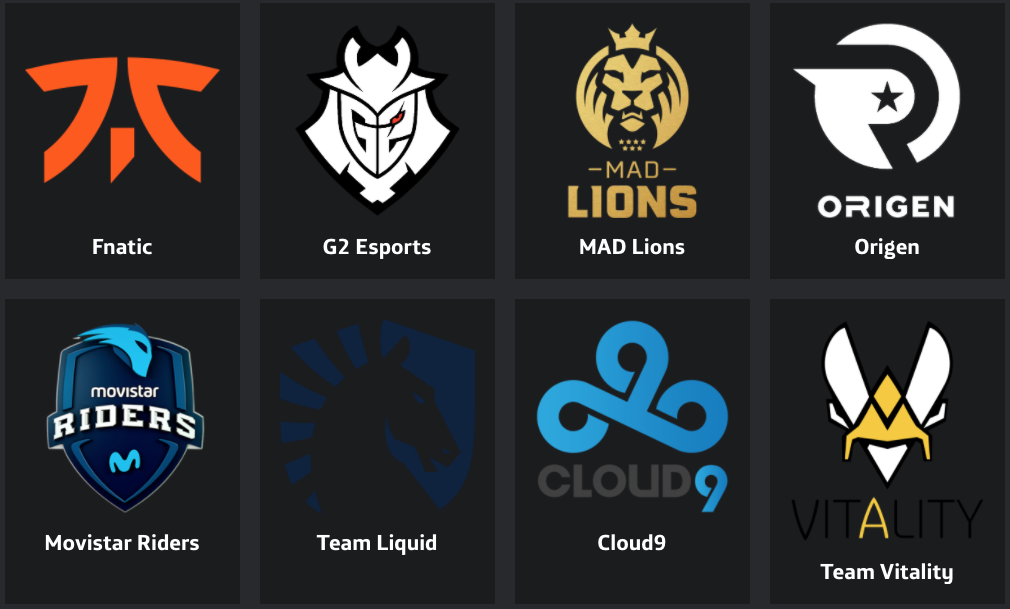 G2
MAD
LIONS
ORIGEN
Fnatic
G2 Esports
MAD Lions
Origen
movistar
RIDERS
CLOUD9
VITALITY
Movistar Riders
Team Liquid
Cloud9
Team Vitality